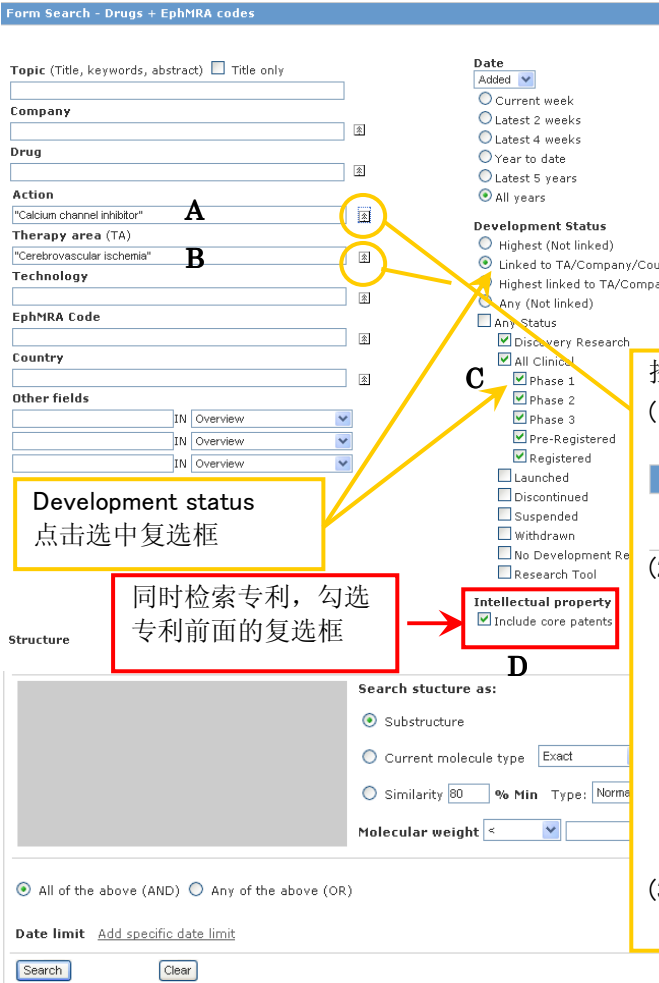 Form Search - Drugs + EphMRA codes
Topic (Title, keywords, abstract) Title only
Company
Drug
Action
"Calcium channel inhibitor" A
Therapy area (TA)
"Cerebrovascular ischemia" B
Technology
EphMRA Code
Country
Other fields
IN Overview
IN Overview
IN Overview
Date
Added
Current week
Latest 2 weeks
Latest 4 weeks
Year to date
Latest 5 years
All years
Development Status
Highest (Not linked)
Linked to TA/Company/Cou
Highest linked to TA/Compa
Any (Not linked)
Any Status
Discovery Research
All Clinical
C
Phase 1
Phase 2
Phase 3
Pre-Registered
Registered
Launched
Discontinued
Suspended
Withdrawn
No Development Re
Research Tool
Development status
点击选中复选框
同时检索专利，勾选
专利前面的复选框
Intellectual property
Include core patents
D
Structure
Search stucture as:
Substructure
Current molecule type Exact
Similarity 80 % Min Type: Norma
Molecular weight <
All of the above (AND) Any of the above (OR)
Date limit Add specific date limit
Search Clear